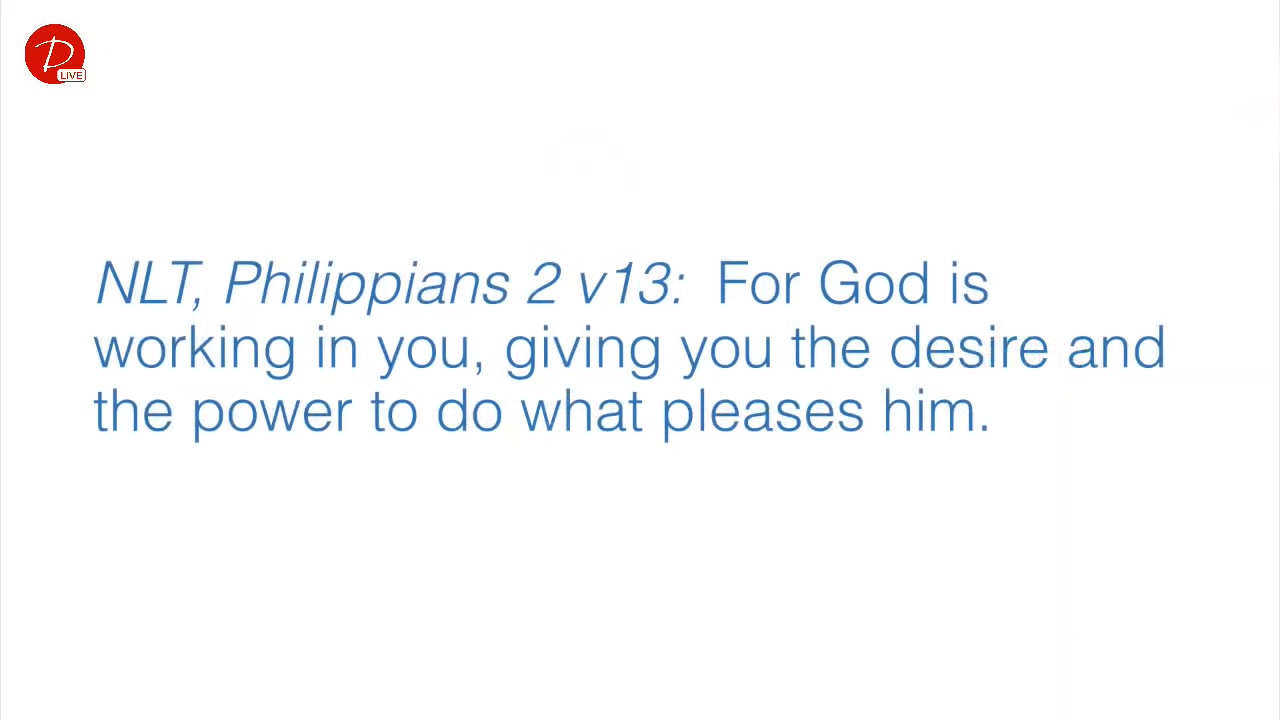 D
LIVE
NLT, Philippians 2 v13:  For God is
working in you, giving you the desire and
the power to do what pleases him.